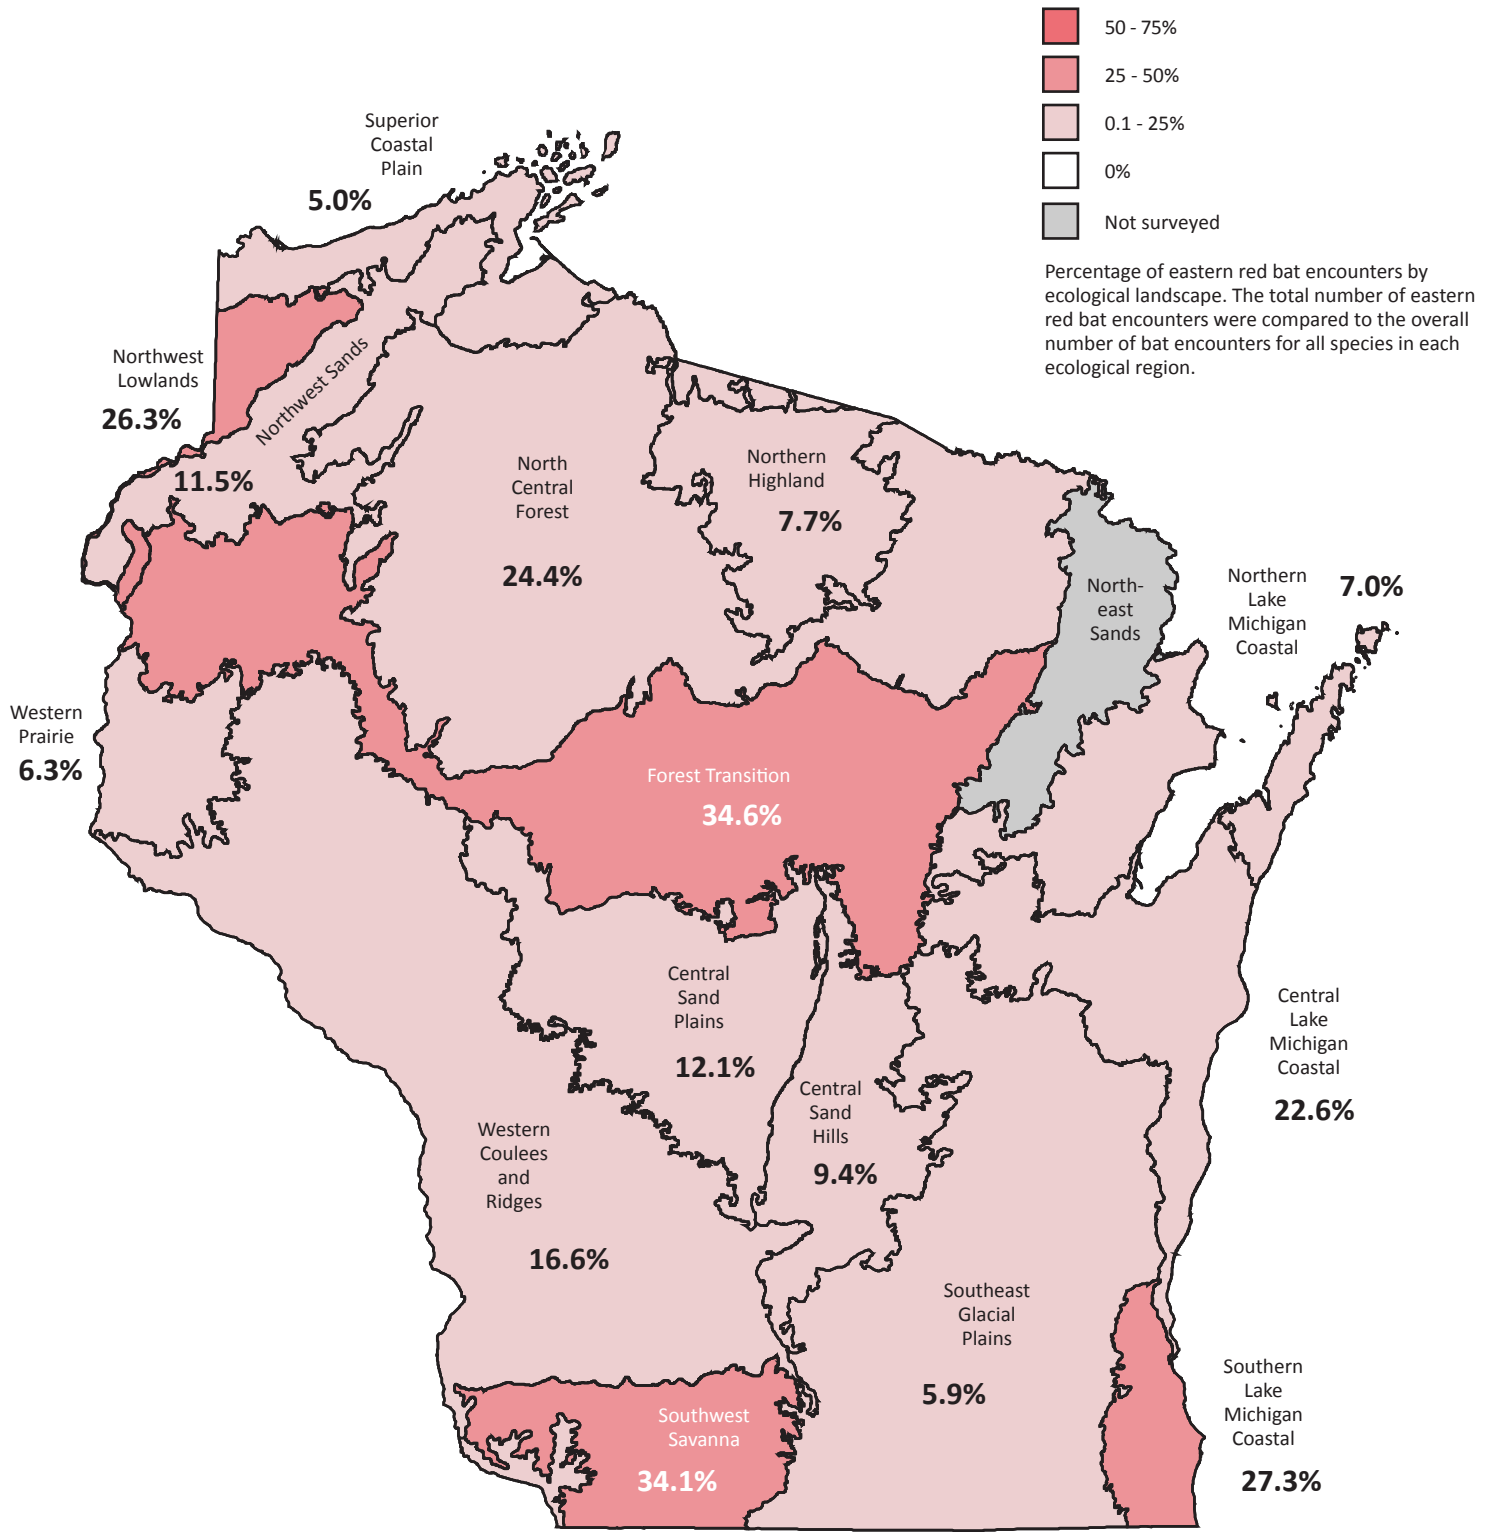 50 - 75%
25 - 50%
0.1 - 25%
0%
Not surveyed
Percentage of eastern red bat encounters by
ecological landscape. The total number of eastern
red bat encounters were compared to the overall
number of bat encounters for all species in each
ecological region.
Superior
Coastal
Plain
5.0%
Northwest
Lowlands
26.3%
Northwest Sands
11.5%
North
Central
Forest
24.4%
Northern
Highland
7.7%
North-
east
Sands
Northern
Lake
Michigan
Coastal
7.0%
Western
Prairie
6.3%
Forest Transition
34.6%
Central
Sand
Plains
12.1%
Central
Sand
Hills
9.4%
Central
Lake
Michigan
Coastal
22.6%
Western
Coulees
and
Ridges
16.6%
Southeast
Glacial
Plains
5.9%
Southwest
Savanna
34.1%
Southern
Lake
Michigan
Coastal
27.3%